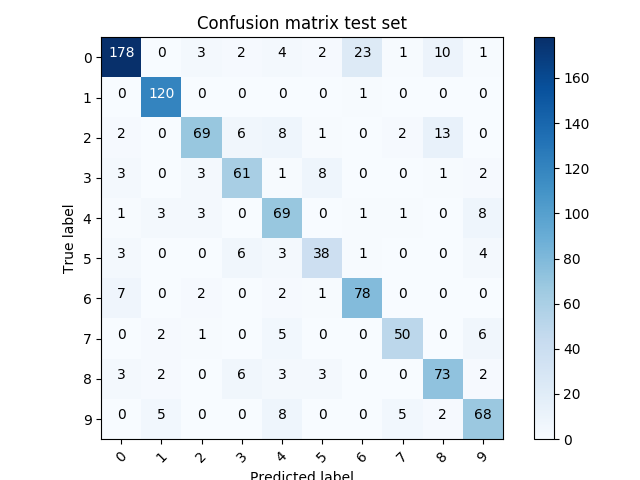 Confusion matrix test set
0 178 0 3 2 4 2 23 1 10 1
1 0 120 0 0 0 0 1 0 0 0
2 2 0 69 6 8 1 0 2 13 0
3 3 0 3 61 1 8 0 0 1 2
4 1 3 3 0 69 0 1 1 0 8
5 3 0 0 6 3 38 1 0 0 4
6 7 0 2 0 2 1 78 0 0 0
7 0 2 1 0 5 0 0 50 0 6
8 3 2 0 6 3 3 0 0 73 2
9 0 5 0 0 8 0 0 5 2 68
0 1 2 3 4 5 6 7 8 9
True label
Predicted label
160
140
120
100
80
60
40
20
0